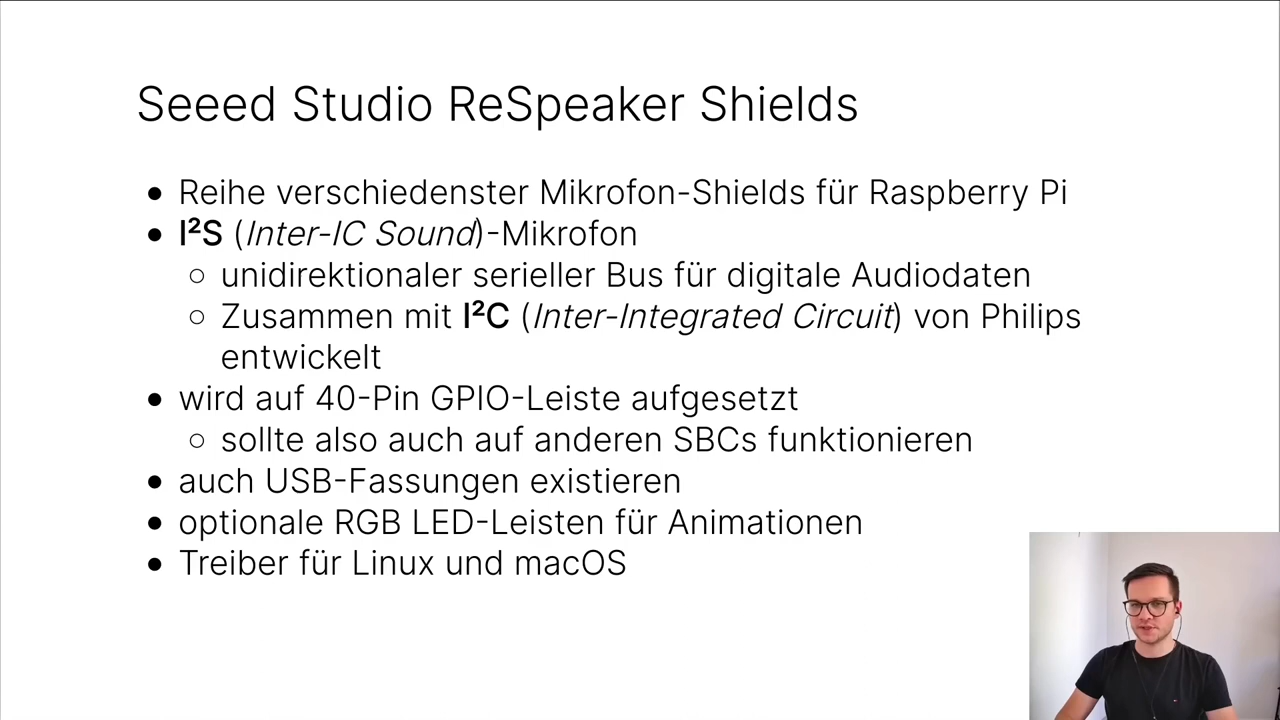 Seeed Studio ReSpeaker Shields
• Reihe verschiedenster Mikrofon-Shields für Raspberry Pi
• I²S (Inter-IC Sound)-Mikrofon
○ unidirektionaler serieller Bus für digitale Audiodaten
○ Zusammen mit I²C (Inter-Integrated Circuit) von Philips
entwickelt
• wird auf 40-Pin GPIO-Leiste aufgesetzt
○ sollte also auch auf anderen SBCs funktionieren
• auch USB-Fassungen existieren
• optionale RGB LED-Leisten für Animationen
• Treiber für Linux und macOS